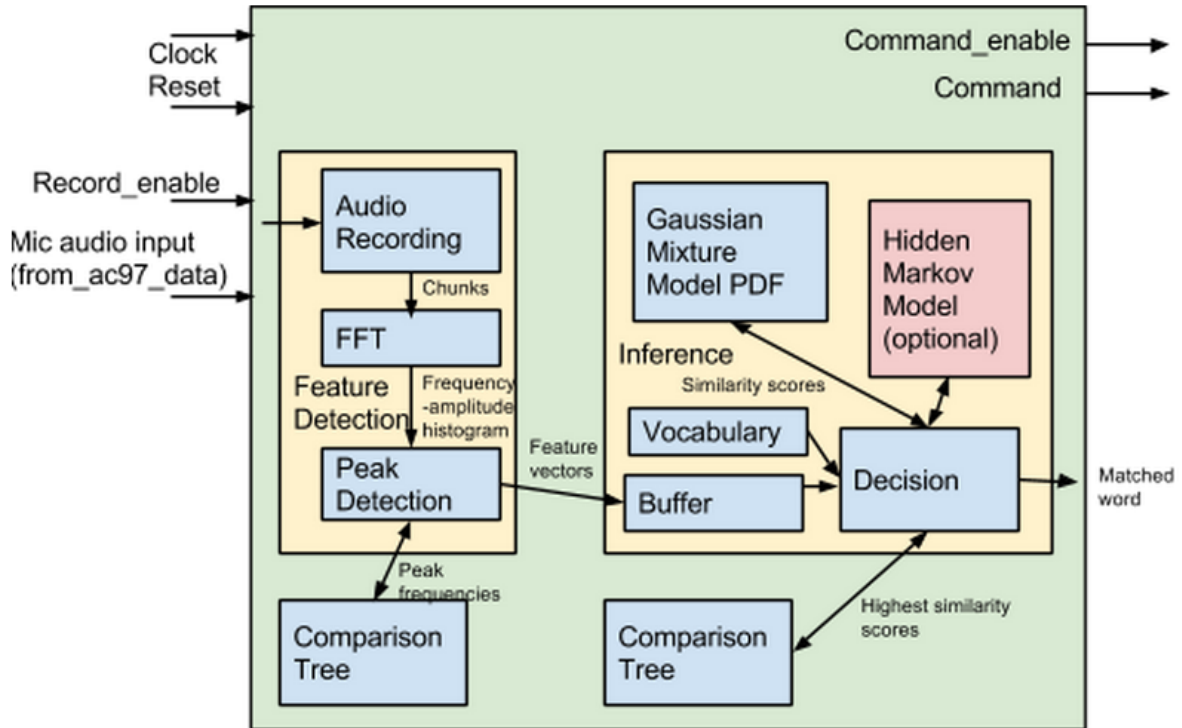 Clock
Reset
Command_enable
Command
Record_enable
Mic audio input
(from_ac97_data)
Audio
Recording
Chunks
FFT
Feature
Detection
Frequency
-amplitude
histogram
Peak
Detection
Feature
vectors
Peak
frequencies
Comparison
Tree
Gaussian
Mixture
Model PDF
Hidden
Markov
Model
(optional)
Inference
Similarity scores
Vocabulary
Buffer
Decision
Matched
word
Highest similarity
scores
Comparison
Tree